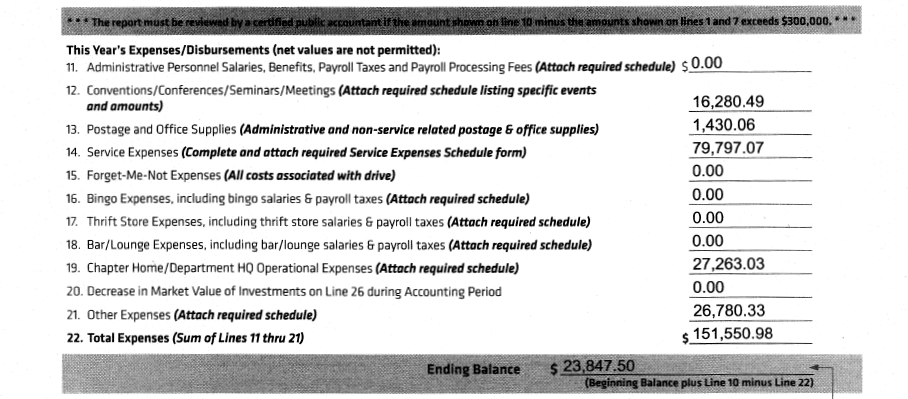 *** The report must be reviewed by a certified public accountant if the amount shown on line 10 minus the amounts shown on lines 1 and 7 exceeds $300,000. ***
This Year's Expenses/Disbursements (net values are not permitted):
11. Administrative Personnel Salaries, Benefits, Payroll Taxes and Payroll Processing Fees (Attach required schedule) $ 0.00
12. Conventions/Conferences/Seminars/Meetings (Attach required schedule listing specific events
and amounts) 16,280.49
13. Postage and Office Supplies (Administrative and non-service related postage & office supplies) 1,430.06
14. Service Expenses (Complete and attach required Service Expenses Schedule form) 79,797.07
15. Forget-Me-Not Expenses (All costs associated with drive) 0.00
16. Bingo Expenses, including bingo salaries & payroll taxes (Attach required schedule) 0.00
17. Thrift Store Expenses, including thrift store salaries & payroll taxes (Attach required schedule) 0.00
18. Bar/Lounge Expenses, including bar/lounge salaries & payroll taxes (Attach required schedule) 0.00
19. Chapter Home/Department HQ Operational Expenses (Attach required schedule) 27,263.03
20. Decrease in Market Value of Investments on Line 26 during Accounting Period 0.00
21. Other Expenses (Attach required schedule) 26,780.33
22. Total Expenses (Sum of Lines 11 thru 21) $ 151,550.98
Ending Balance $ 23,847.50
(Beginning Balance plus Line 10 minus Line 22)